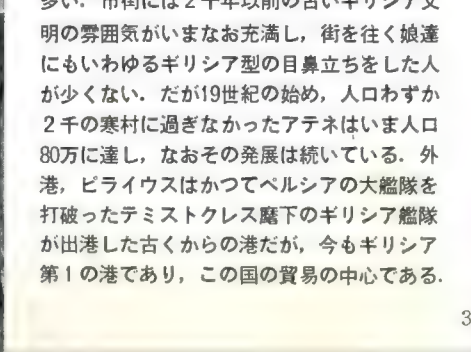 多い．市街には２千年以前の古いギリシア文
明の雰囲気がいまなお充満し，街を往く娘達
にもいわゆるギリシア型の目鼻立ちをした人
が少くない．だが19世紀の始め，人口わずか
２千の寒村に過ぎなかったアテネはいま人口
80万に達し，なおその発展は続いている．外
港，ピライウスはかつてペルシアの大艦隊を
打破ったテミストクレス麾下のギリシア艦隊
が出港した古くからの港だが，今もギリシア
第１の港であり，この国の貿易の中心である．
3